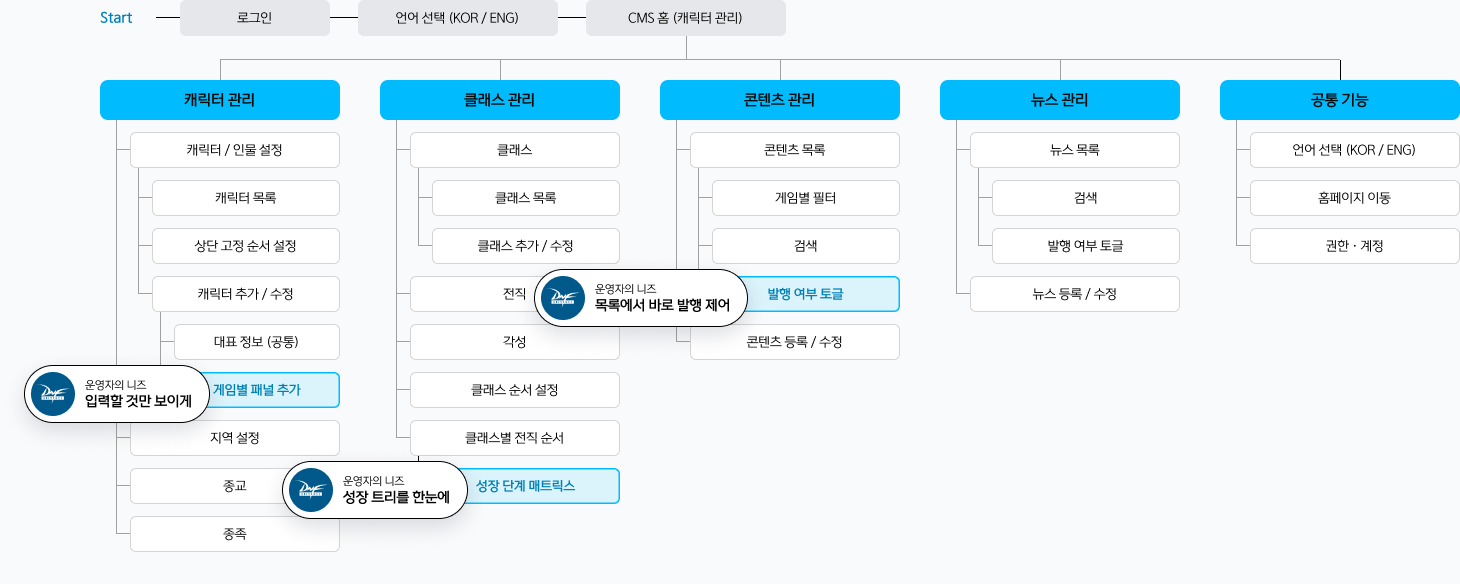 Start
로그인
언어 선택 (KOR / ENG)
CMS 홈 (캐릭터 관리)
캐릭터 관리
캐릭터 / 인물 설정
캐릭터 목록
상단 고정 순서 설정
캐릭터 추가 / 수정
대표 정보 (공통)
운영자의 니즈
입력할 것만 보이게
게임별 패널 추가
지역 설정
종교
종족
클래스 관리
클래스
클래스 목록
클래스 추가 / 수정
전직
각성
클래스 순서 설정
클래스별 전직 순서
운영자의 니즈
성장 트리를 한눈에
성장 단계 매트릭스
콘텐츠 관리
콘텐츠 목록
게임별 필터
검색
운영자의 니즈
목록에서 바로 발행 제어
발행 여부 토글
콘텐츠 등록 / 수정
뉴스 관리
뉴스 목록
검색
발행 여부 토글
뉴스 등록 / 수정
공통 기능
언어 선택 (KOR / ENG)
홈페이지 이동
권한 · 계정